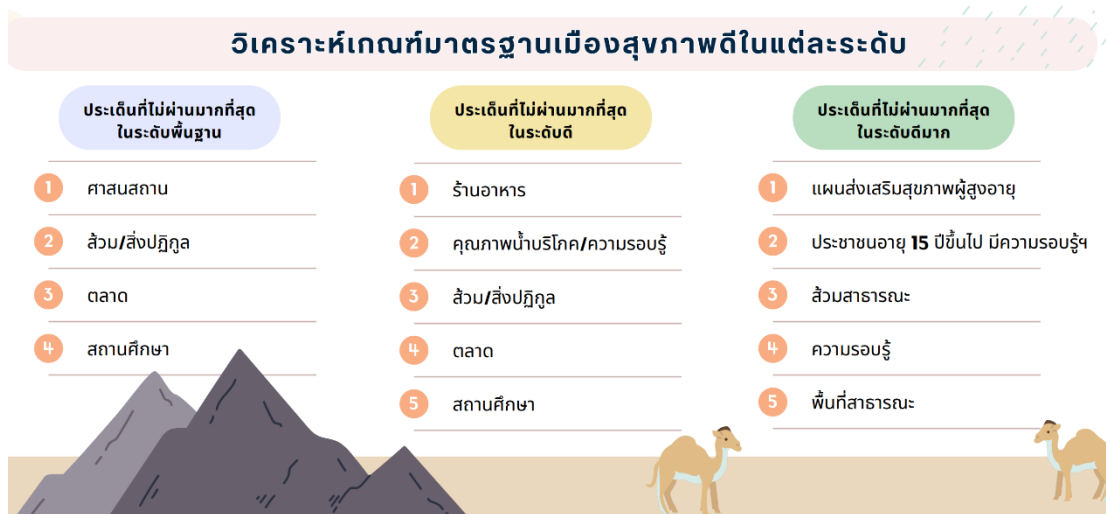 วิเคราะห์เกณฑ์มาตรฐานเมืองสุขภาพดีในแต่ละระดับ
ประเด็นที่ไม่ผ่านมากที่สุด
ในระดับพื้นฐาน
1 ศาสนสถาน
2 ส้วม/สิ่งปฏิกูล
3 ตลาด
4 สถานศึกษา
ประเด็นที่ไม่ผ่านมากที่สุด
ในระดับดี
1 ร้านอาหาร
2 คุณภาพน้ำบริโภค/ความรอบรู้
3 ส้วม/สิ่งปฏิกูล
4 ตลาด
5 สถานศึกษา
ประเด็นที่ไม่ผ่านมากที่สุด
ในระดับดีมาก
1 แผนส่งเสริมสุขภาพผู้สูงอายุ
2 ประชาชนอายุ 15 ปีขึ้นไป มีความรอบรู้ฯ
3 ส้วมสาธารณะ
4 ความรอบรู้
5 พื้นที่สาธารณะ